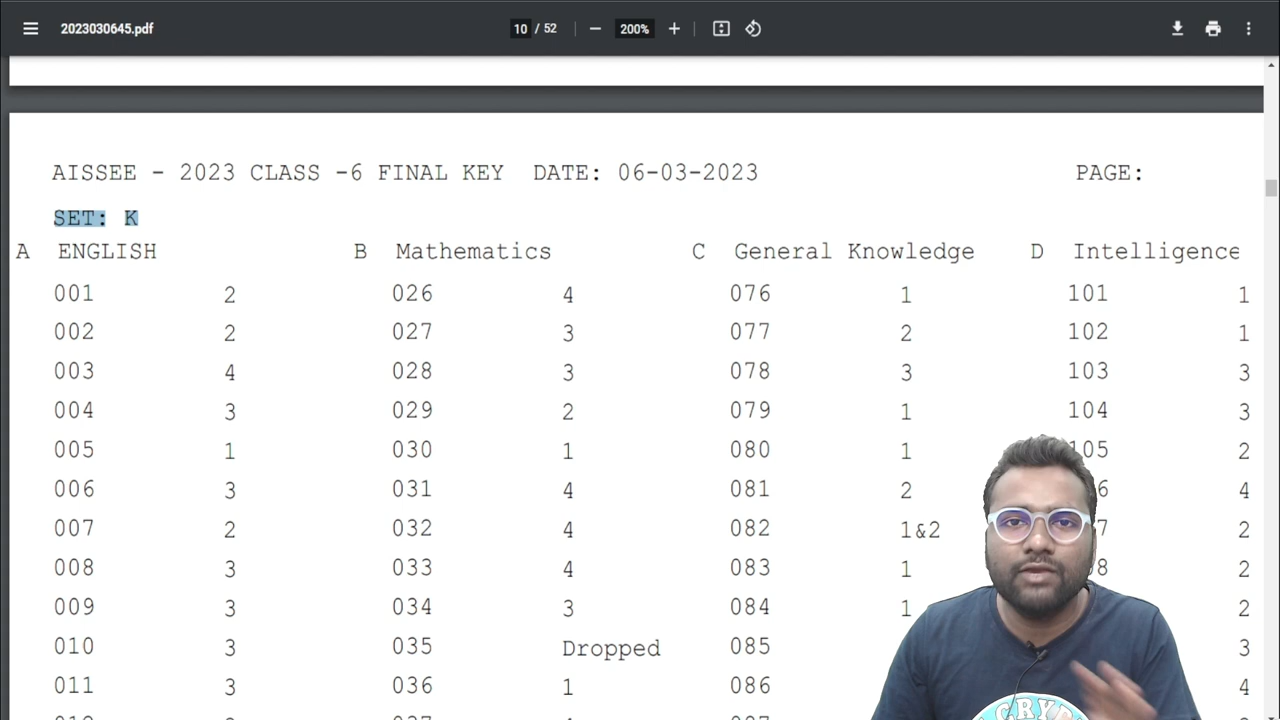 2023030645.pdf 10 / 52 200%
AISSEE - 2023 CLASS -6 FINAL KEY DATE: 06-03-2023 PAGE:
SET: K
A ENGLISH B Mathematics C General Knowledge D Intelligence
001 2 026 4 076 1 101 1
002 2 027 3 077 2 102 1
003 4 028 3 078 3 103 3
004 3 029 2 079 1 104 3
005 1 030 1 080 1 105 2
006 3 031 4 081 2 6 4
007 2 032 4 082 1&2 7 2
008 3 033 4 083 1 8 2
009 3 034 3 084 1 2
010 3 035 Dropped 085 3
011 3 036 1 086 4